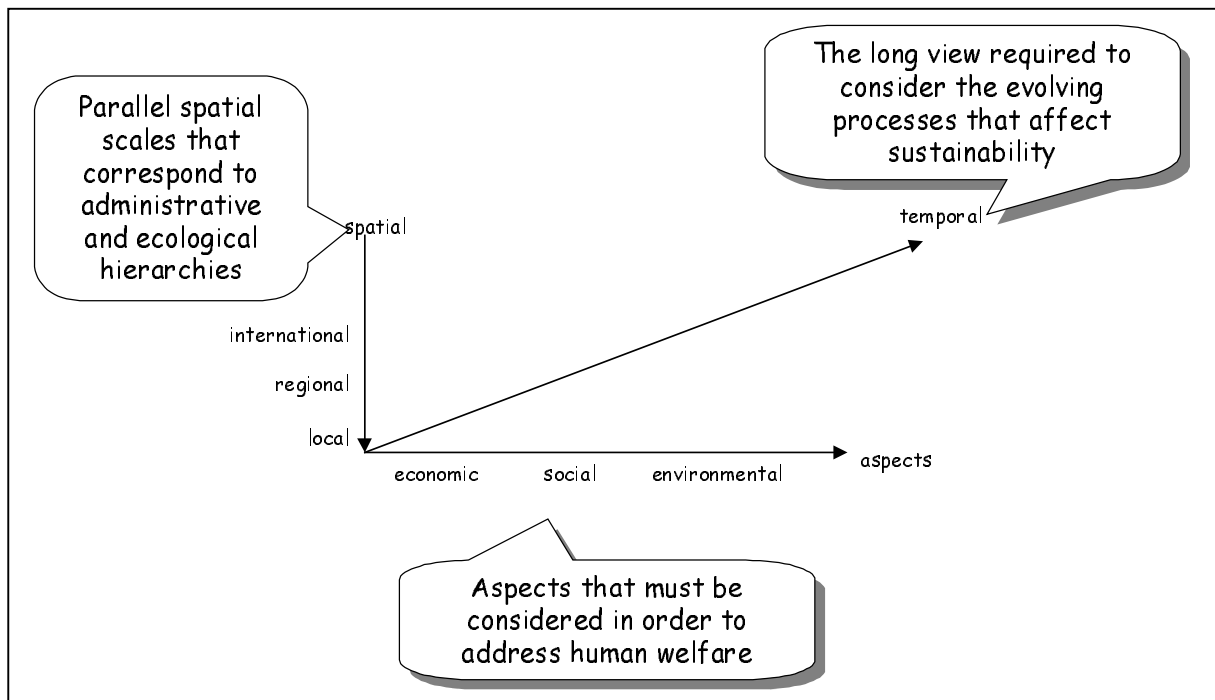 The long view required to
consider the evolving
processes that affect
sustainability
Parallel spatial
scales that
correspond to
administrative
and ecological
hierarchies
spatial
temporal
international
regional
local
economic social environmental
aspects
Aspects that must be
considered in order to
address human welfare